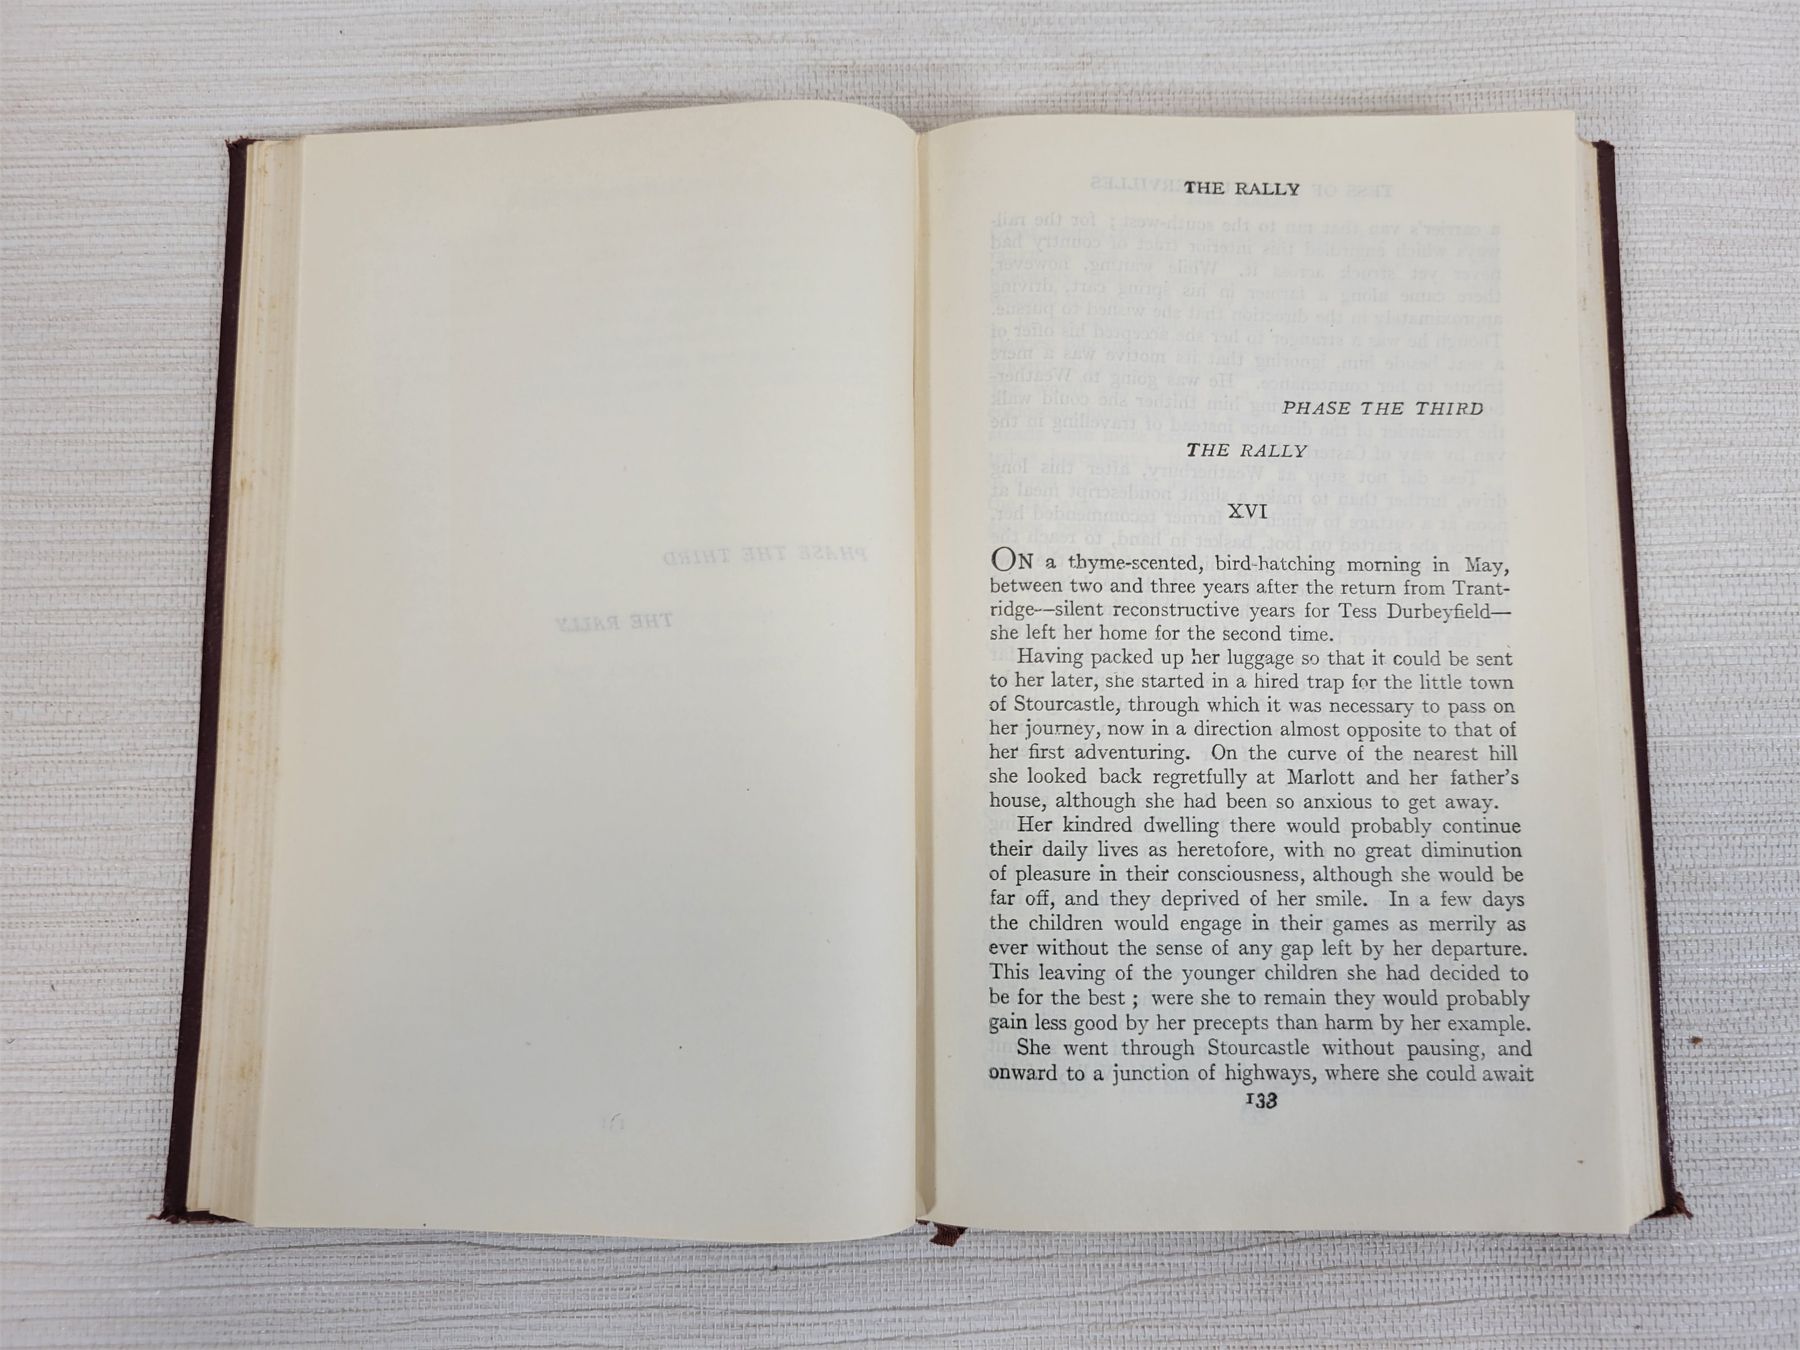 THE RALLY
PHASE THE THIRD
THE RALLY
XVI
ON a thyme-scented, bird-hatching morning in May,
between two and three years after the return from Trant-
ridge—silent reconstructive years for Tess Durbeyfield—
she left her home for the second time.
Having packed up her luggage so that it could be sent
to her later, she started in a hired trap for the little town
of Stourcastle, through which it was necessary to pass on
her journey, now in a direction almost opposite to that of
her first adventuring. On the curve of the nearest hill
she looked back regretfully at Marlott and her father's
house, although she had been so anxious to get away.
Her kindred dwelling there would probably continue
their daily lives as heretofore, with no great diminution
of pleasure in their consciousness, although she would be
far off, and they deprived of her smile. In a few days
the children would engage in their games as merrily as
ever without the sense of any gap left by her departure.
This leaving of the younger children she had decided to
be for the best ; were she to remain they would probably
gain less good by her precepts than harm by her example.
She went through Stourcastle without pausing, and
onward to a junction of highways, where she could await
133